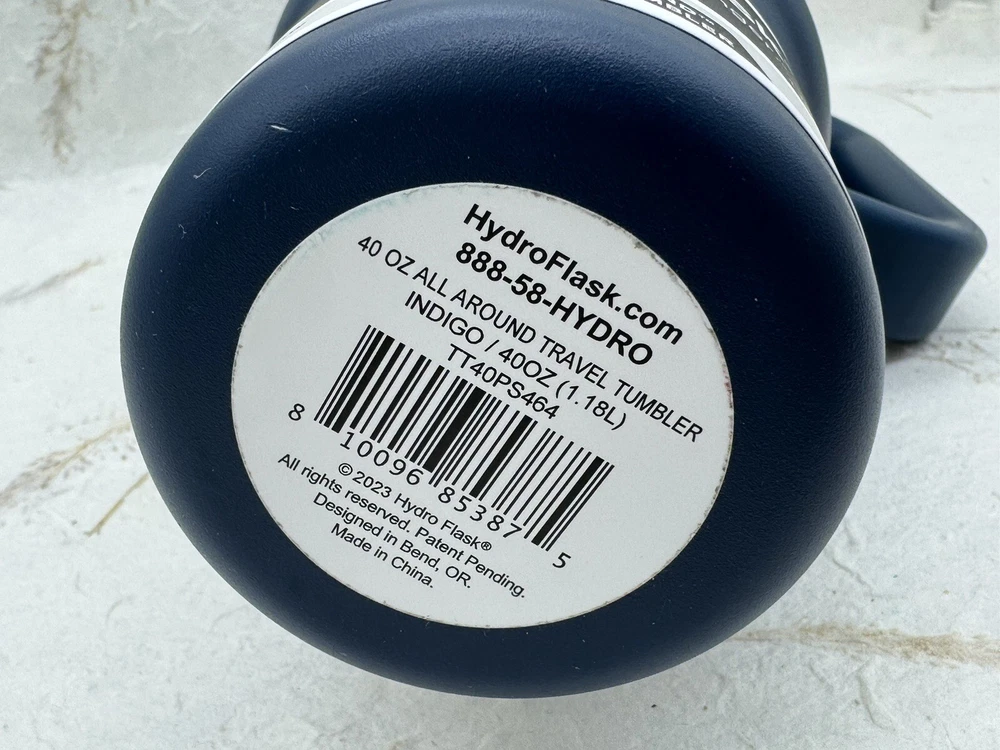 HydroFlask.com
888-58-HYDRO
40 OZ ALL AROUND TRAVEL TUMBLER
INDIGO / 40OZ (1.18L)
TT40PS464
8 10096 85387 5
© 2023 Hydro Flask®
All rights reserved. Patent Pending.
Designed in Bend, OR.
Made in China.